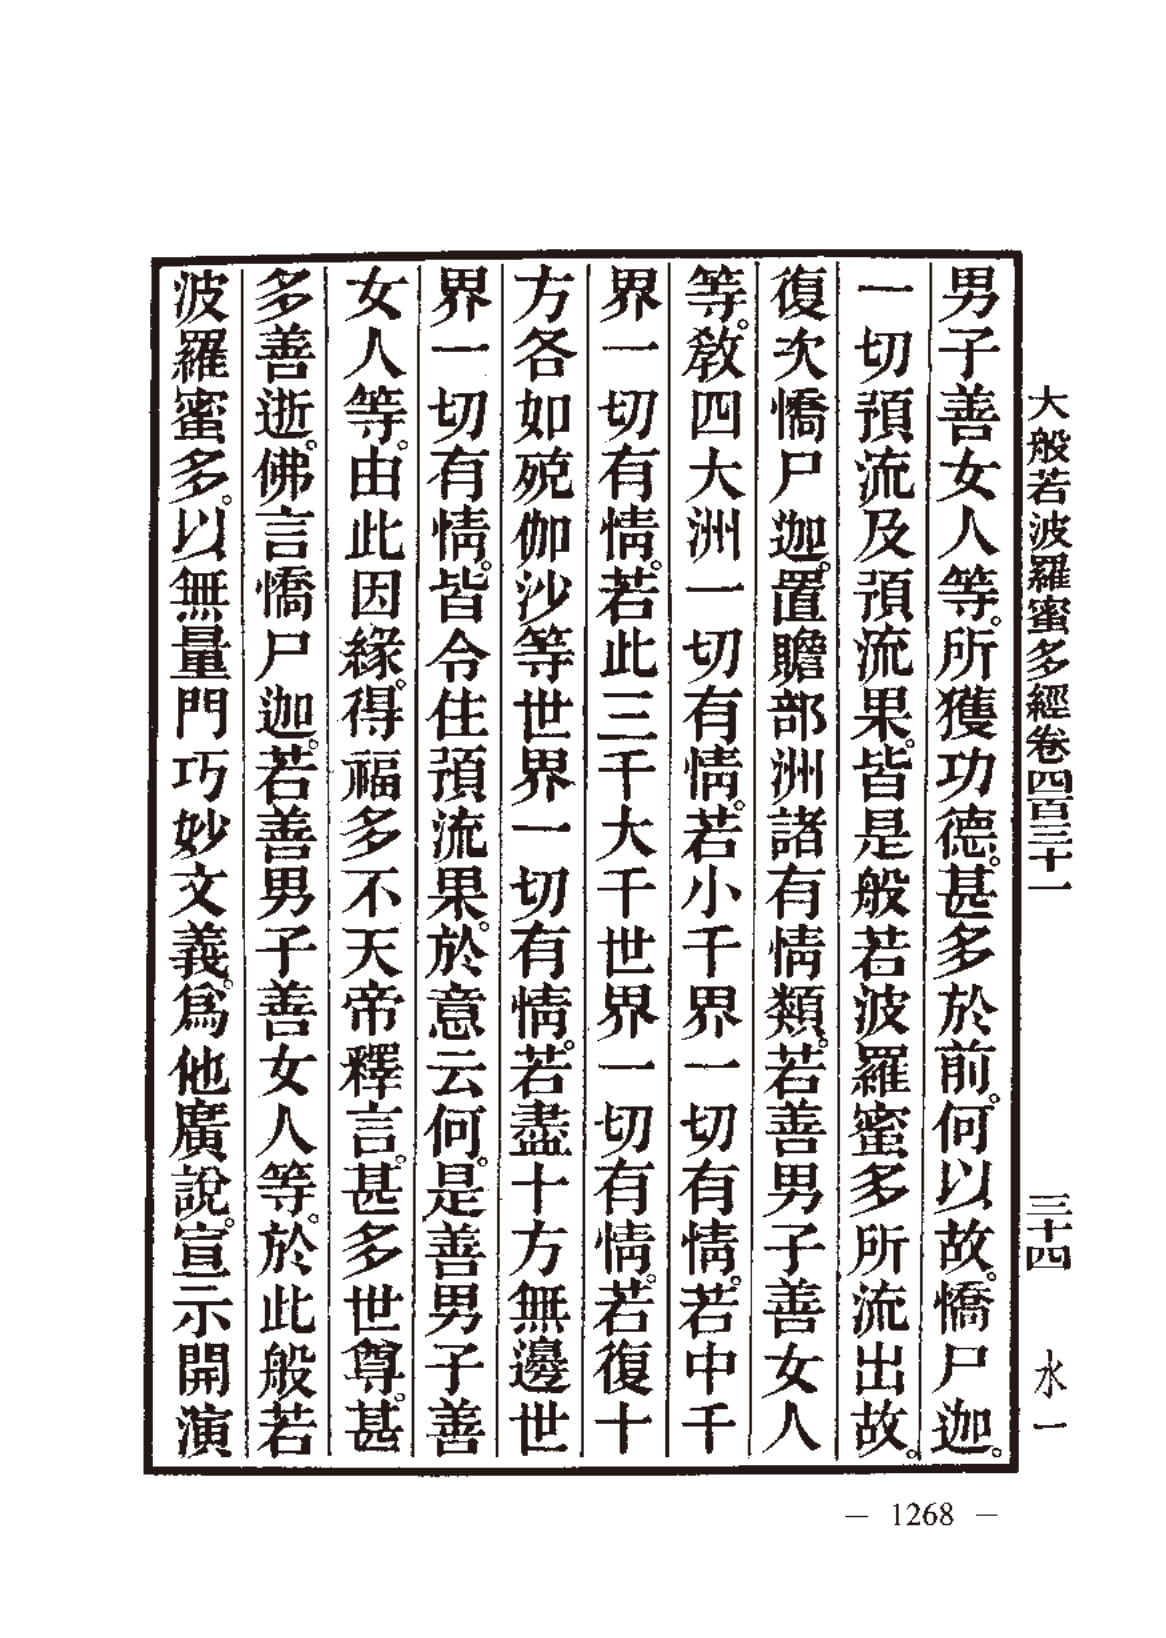 大般若波羅蜜多經卷四百三十一 三十四 水一
男子善女人等。所獲功德。甚多於前。何以故。憍尸迦。
一切預流及預流果。皆是般若波羅蜜多所流出故。
復次憍尸迦。置贍部洲諸有情類。若善男子善女人
等。教四大洲一切有情。若小千界一切有情。若中千
界一切有情。若此三千大千世界一切有情。若復十
方各如殑伽沙等世界一切有情。若盡十方無邊世
界一切有情。皆令住預流果。於意云何。是善男子善
女人等。由此因緣。得福多不天帝釋言。甚多世尊。甚
多善逝。佛言憍尸迦。若善男子善女人等。於此般若
波羅蜜多。以無量門巧妙文義。爲他廣說。宣示開演
— 1268 —